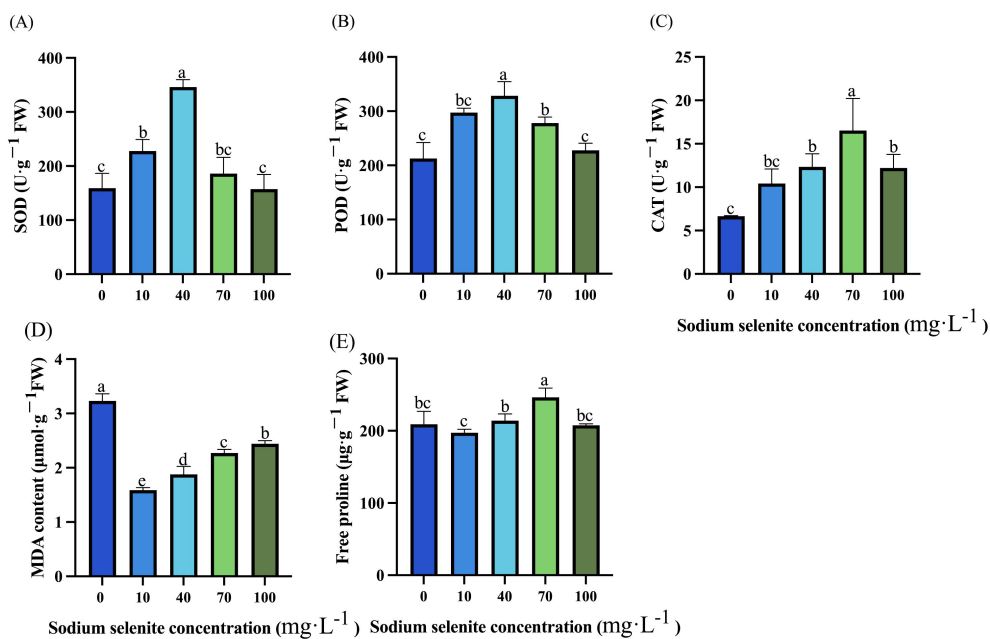 (A)
SOD (U·g⁻¹ FW)
400
300
200
100
0
a
b
bc
c
c
0 10 40 70 100
(B)
POD (U·g⁻¹ FW)
400
300
200
100
0
c
bc
a
b
c
0 10 40 70 100
(C)
CAT (U·g⁻¹ FW)
25
20
15
10
5
0
c
bc
b
a
b
0 10 40 70 100
Sodium selenite concentration (mg·L⁻¹)
(D)
MDA content (μmol·g⁻¹FW)
4
3
2
1
0
a
e
d
c
b
0 10 40 70 100
Sodium selenite concentration (mg·L⁻¹)
(E)
Free proline (μg·g⁻¹ FW)
300
200
100
0
bc
c
b
a
bc
0 10 40 70 100
Sodium selenite concentration (mg·L⁻¹)